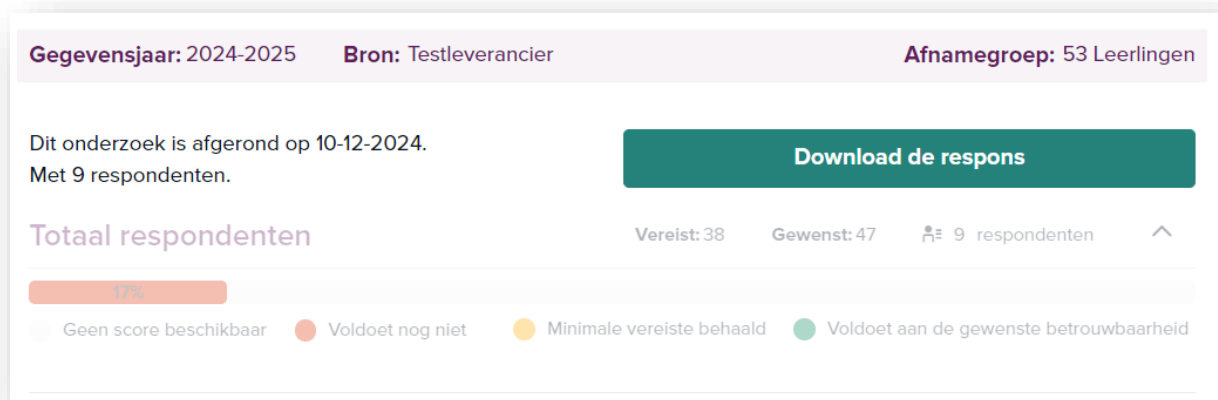 Gegevensjaar: 2024-2025 Bron: Testleverancier Afnamegroep: 53 Leerlingen
Dit onderzoek is afgerond op 10-12-2024.
Met 9 respondenten.
Download de respons
Totaal respondenten Vereist: 38 Gewenst: 47 9 respondenten
17%
Geen score beschikbaar Voldoet nog niet Minimale vereiste behaald Voldoet aan de gewenste betrouwbaarheid